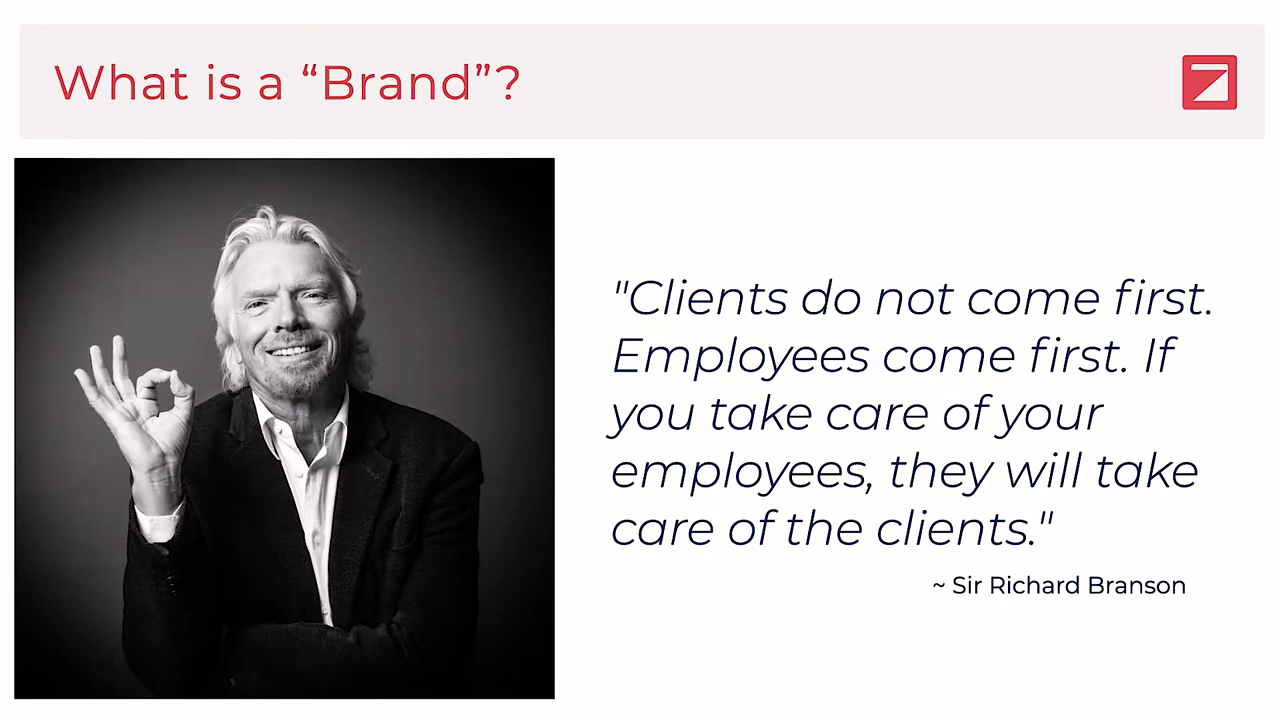 What is a “Brand”?
"Clients do not come first.
Employees come first. If
you take care of your
employees, they will take
care of the clients."
~ Sir Richard Branson